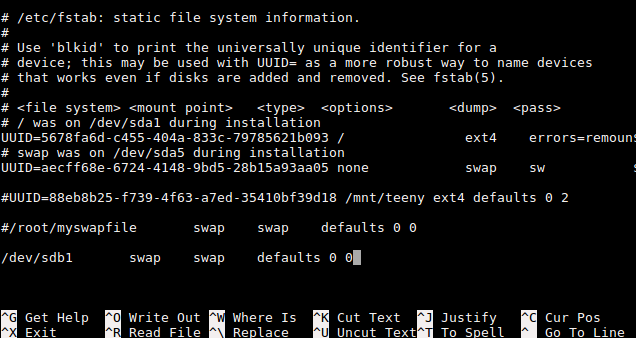 # /etc/fstab: static file system information.
#
# Use 'blkid' to print the universally unique identifier for a
# device; this may be used with UUID= as a more robust way to name devices
# that works even if disks are added and removed. See fstab(5).
#
# <file system> <mount point>   <type>  <options>       <dump>  <pass>
# / was on /dev/sda1 during installation
UUID=5678fa6d-c455-404a-833c-79785621b093 /               ext4    errors=remoun$
# swap was on /dev/sda5 during installation
UUID=aecff68e-6724-4148-9bd5-28b15a93aa05 none            swap    sw           $
#UUID=88eb8b25-f739-4f63-a7ed-35410bf39d18 /mnt/teeny ext4 defaults 0 2
#/root/myswapfile       swap    swap    defaults 0 0
/dev/sdb1       swap    swap    defaults 0 0
^G Get Help  ^O Write Out ^W Where Is  ^K Cut Text  ^J Justify   ^C Cur Pos
^X Exit      ^R Read File ^\ Replace   ^U Uncut Text^T To Spell  ^_ Go To Line